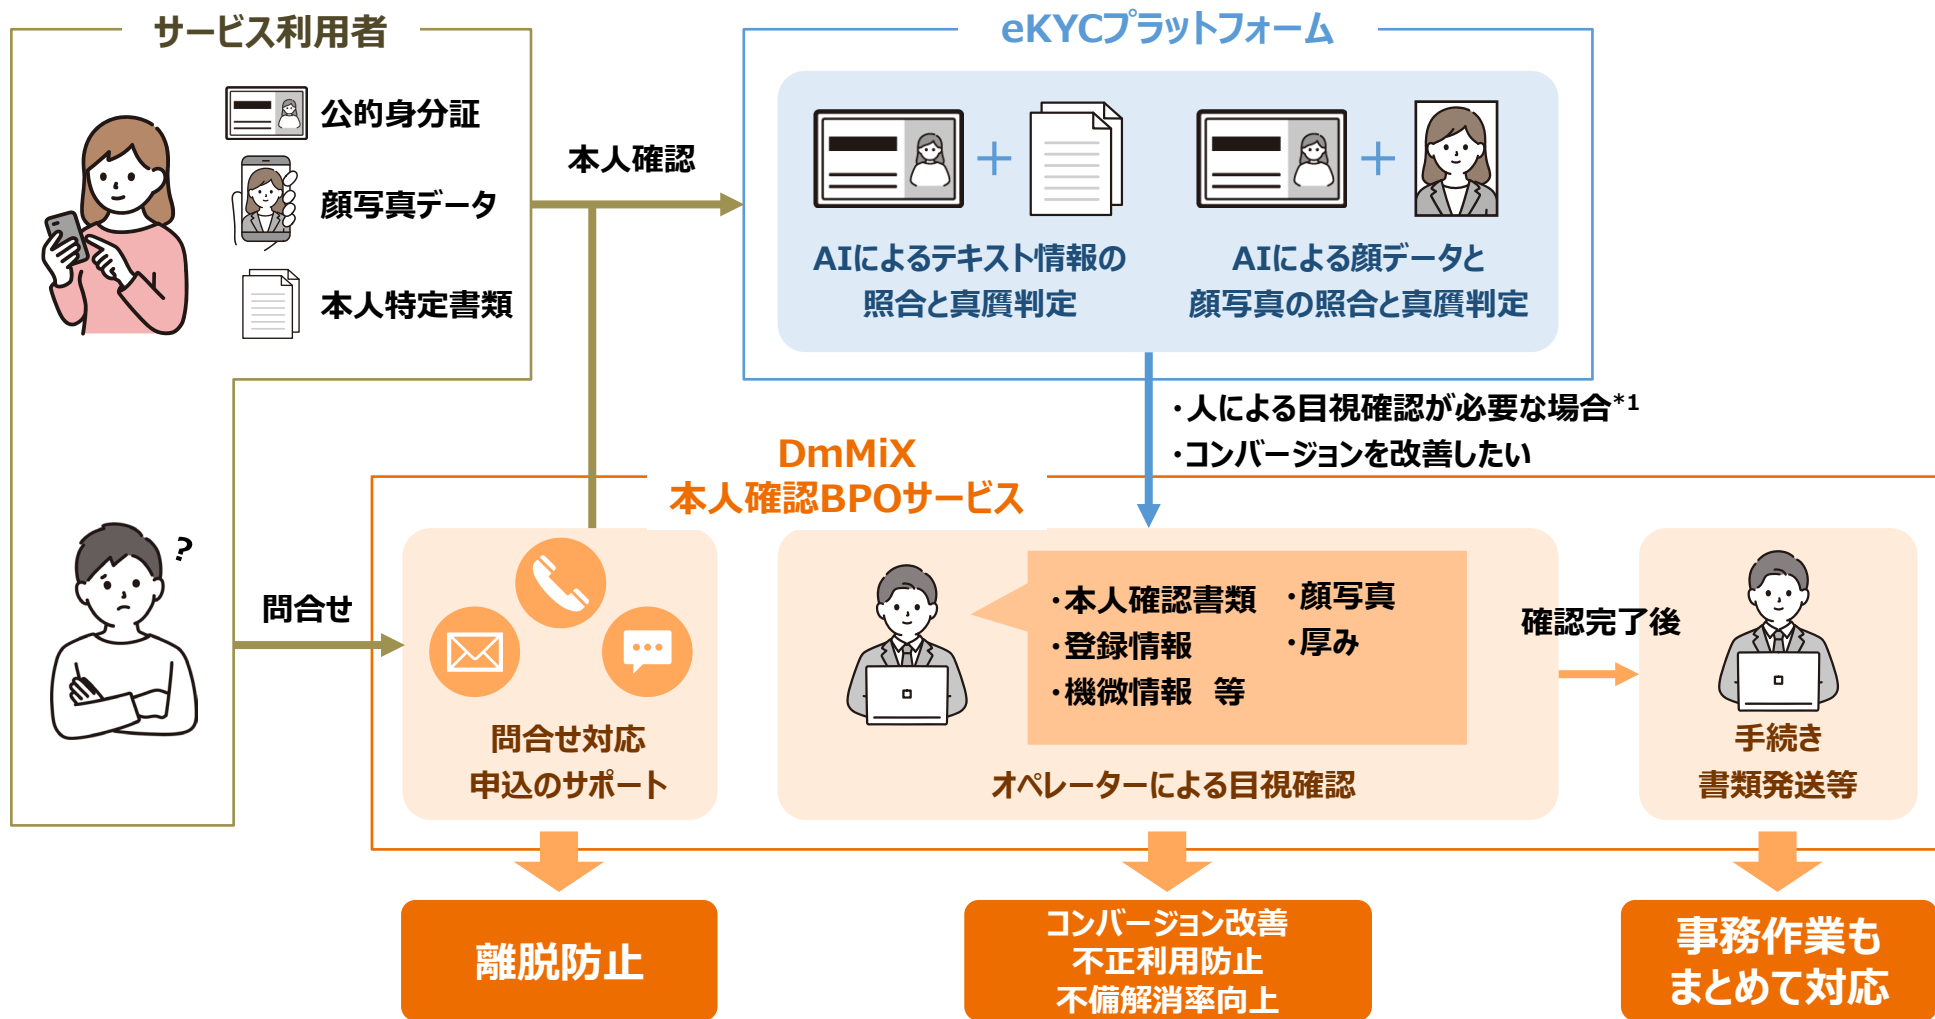 サービス利用者
公的身分証
顔写真データ
本人特定書類
本人確認
eKYCプラットフォーム
AIによるテキスト情報の
照合と真贋判定
AIによる顔データと
顔写真の照合と真贋判定
・人による目視確認が必要な場合*1
・コンバージョンを改善したい
DmMiX
本人確認BPOサービス
?
問合せ
問合せ対応
申込のサポート
・本人確認書類
・登録情報
・機微情報 等
・顔写真
・厚み
オペレーターによる目視確認
確認完了後
手続き
書類発送等
離脱防止
コンバージョン改善
不正利用防止
不備解消率向上
事務作業も
まとめて対応